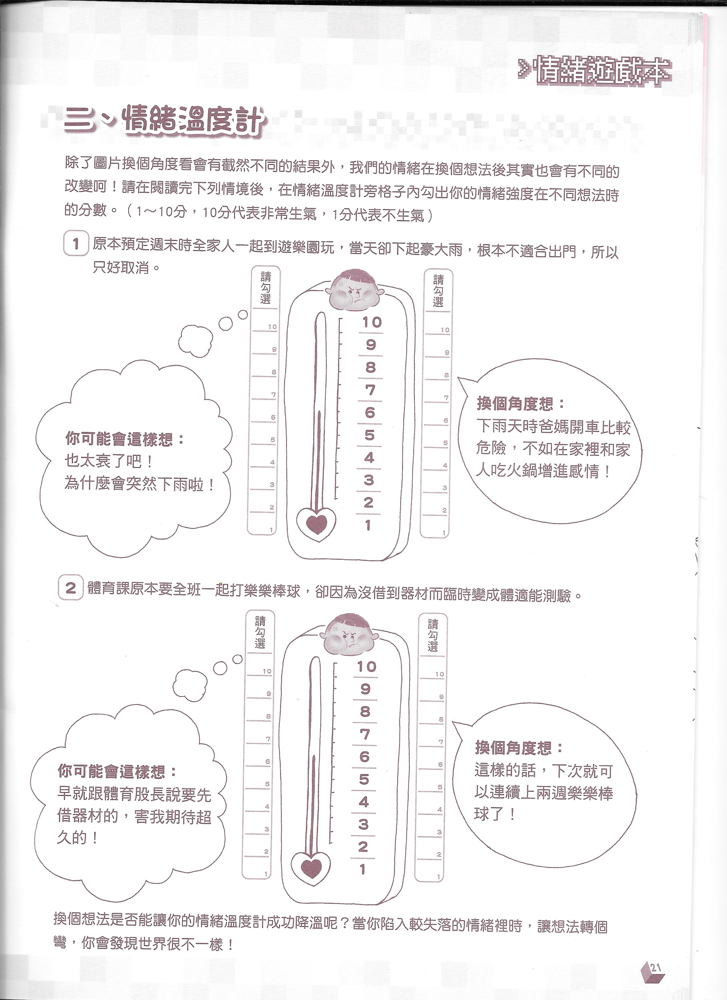 情緒遊戲本
三、情緒溫度計
除了圖片換個角度看會有截然不同的結果外，我們的情緒在換個想法後其實也會有不同的
改變呵！請在閱讀完下列情境後，在情緒溫度計旁格子內勾出你的情緒強度在不同想法時
的分數。（1～10分，10分代表非常生氣，1分代表不生氣）
1 原本預定週末時全家人一起到遊樂園玩，當天卻下起豪大雨，根本不適合出門，所以
只好取消。
你可能會這樣想：
也太衰了吧！
為什麼會突然下雨啦！
請勾選
10
9
8
7
6
5
4
3
2
1
10
9
8
7
6
5
4
3
2
1
請勾選
10
9
8
7
6
5
4
3
2
1
換個角度想：
下雨天時爸媽開車比較
危險，不如在家裡和家
人吃火鍋增進感情！
2 體育課原本要全班一起打樂樂棒球，卻因為沒借到器材而臨時變成體適能測驗。
你可能會這樣想：
早就跟體育股長說要先
借器材的，害我期待超
久的！
請勾選
10
9
8
7
6
5
4
3
2
1
10
9
8
7
6
5
4
3
2
1
請勾選
10
9
8
7
6
5
4
3
2
1
換個角度想：
這樣的話，下次就可
以連續上兩週樂樂棒
球了！
換個想法是否能讓你的情緒溫度計成功降溫呢？當你陷入較失落的情緒裡時，讓想法轉個
彎，你會發現世界很不一樣！
21